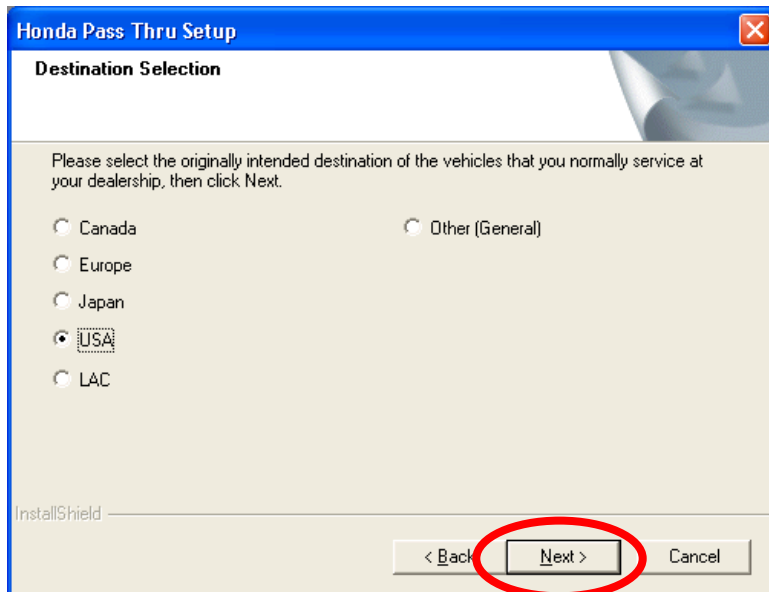 Honda Pass Thru Setup
Destination Selection
Please select the originally intended destination of the vehicles that you normally service at
your dealership, then click Next.
Canada
Other (General)
Europe
Japan
USA
LAC
InstallShield
< Back
Next >
Cancel